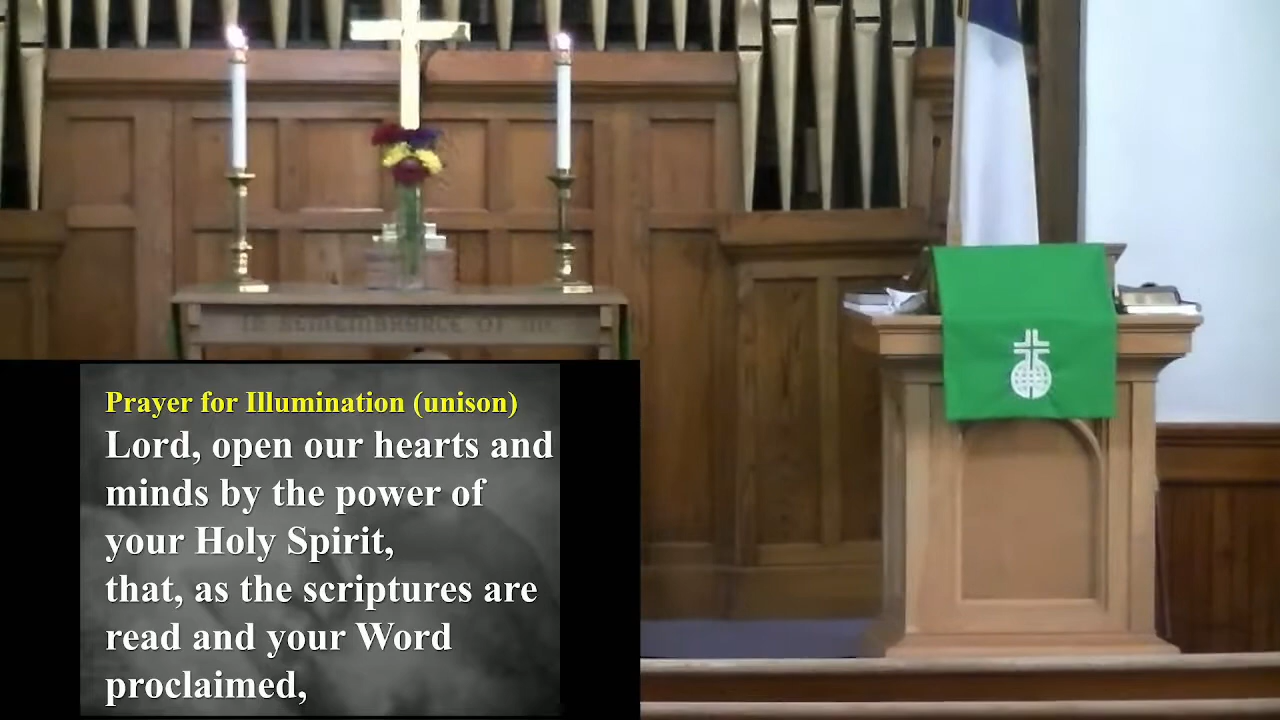 IN REMEMBRANCE OF ME
Prayer for Illumination (unison)
Lord, open our hearts and
minds by the power of
your Holy Spirit,
that, as the scriptures are
read and your Word
proclaimed,